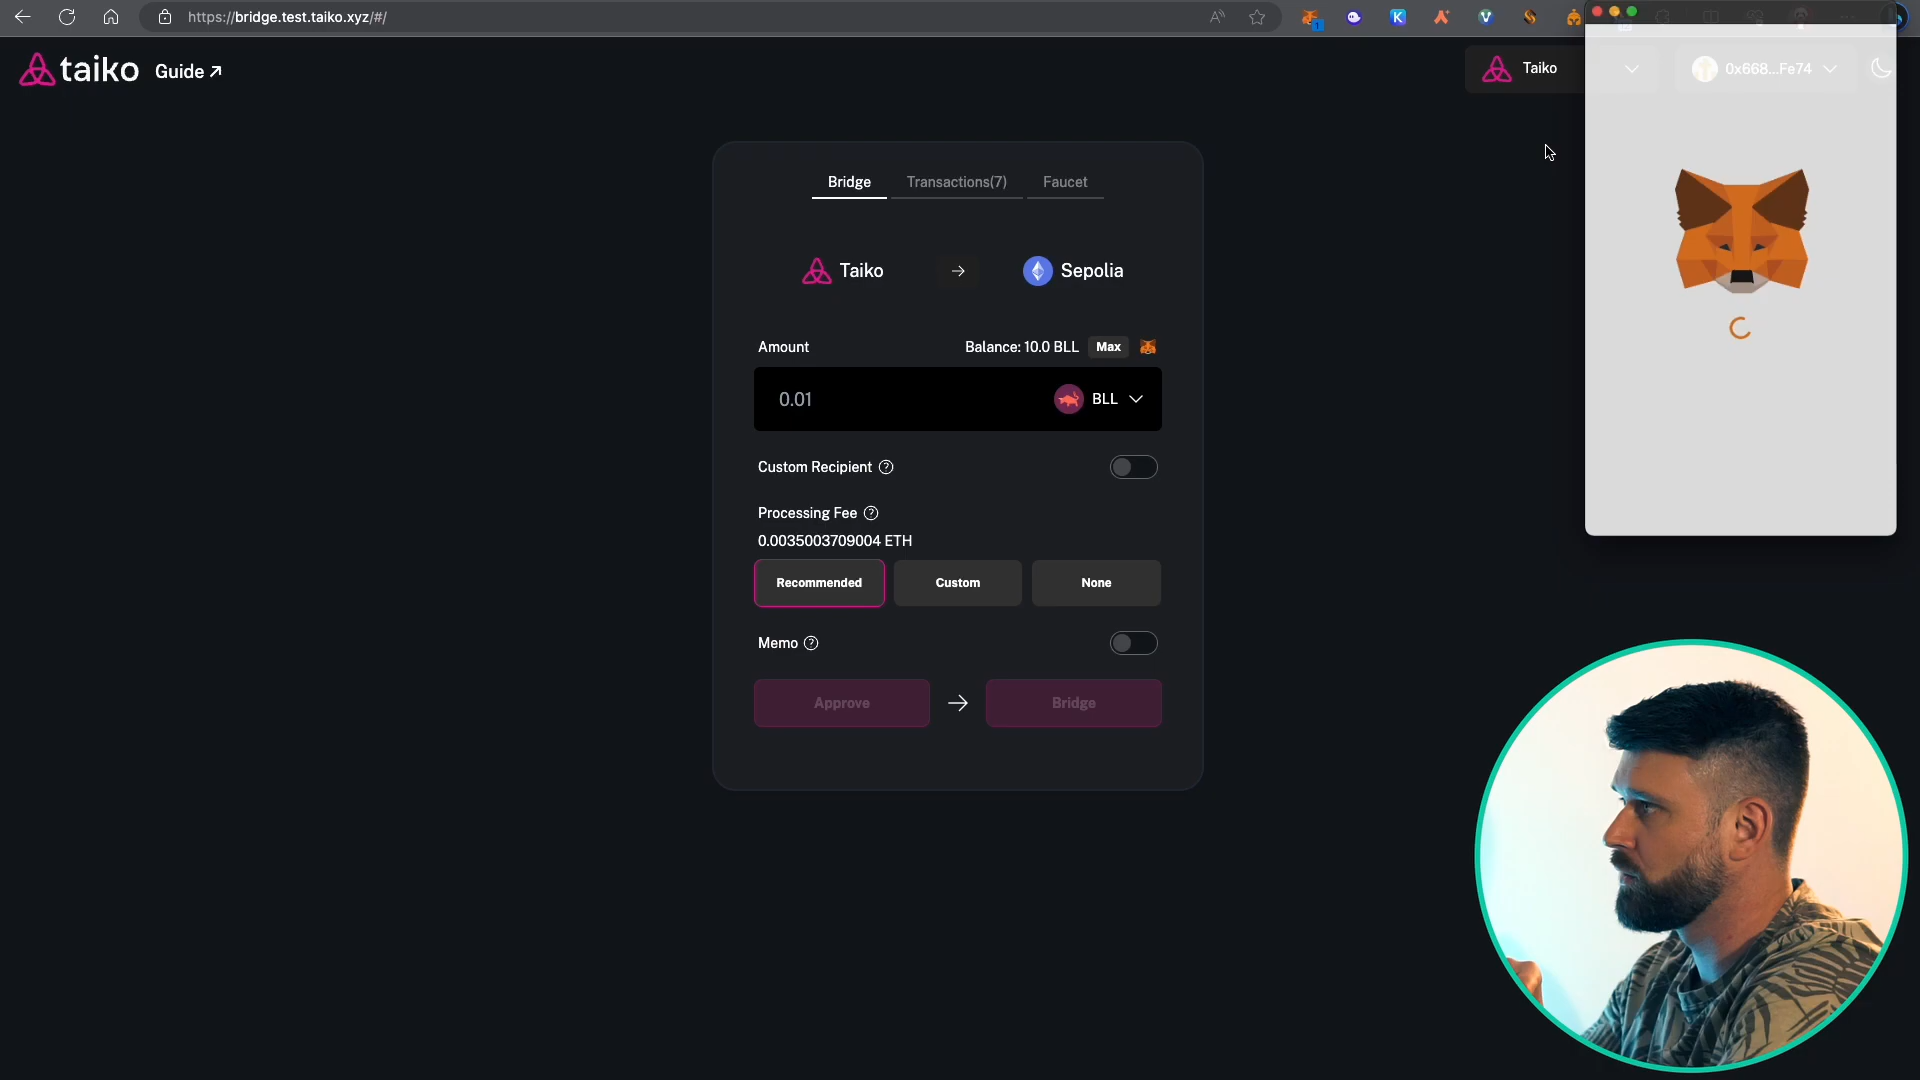 https://bridge.test.taiko.xyz/#/
taiko
Guide
Taiko
0x668...Fe74
Bridge
Transactions(7)
Faucet
Taiko
Sepolia
Amount
Balance: 10.0 BLL
Max
0.01
BLL
Custom Recipient
Processing Fee
0.0035003709004 ETH
Recommended
Custom
None
Memo
Approve
Bridge